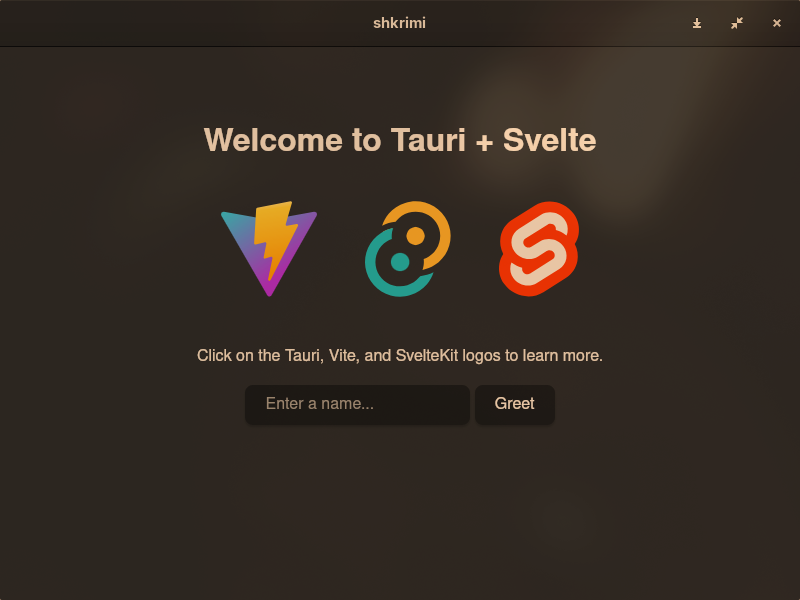 shkrimi
Welcome to Tauri + Svelte
Click on the Tauri, Vite, and SvelteKit logos to learn more.
Enter a name... Greet